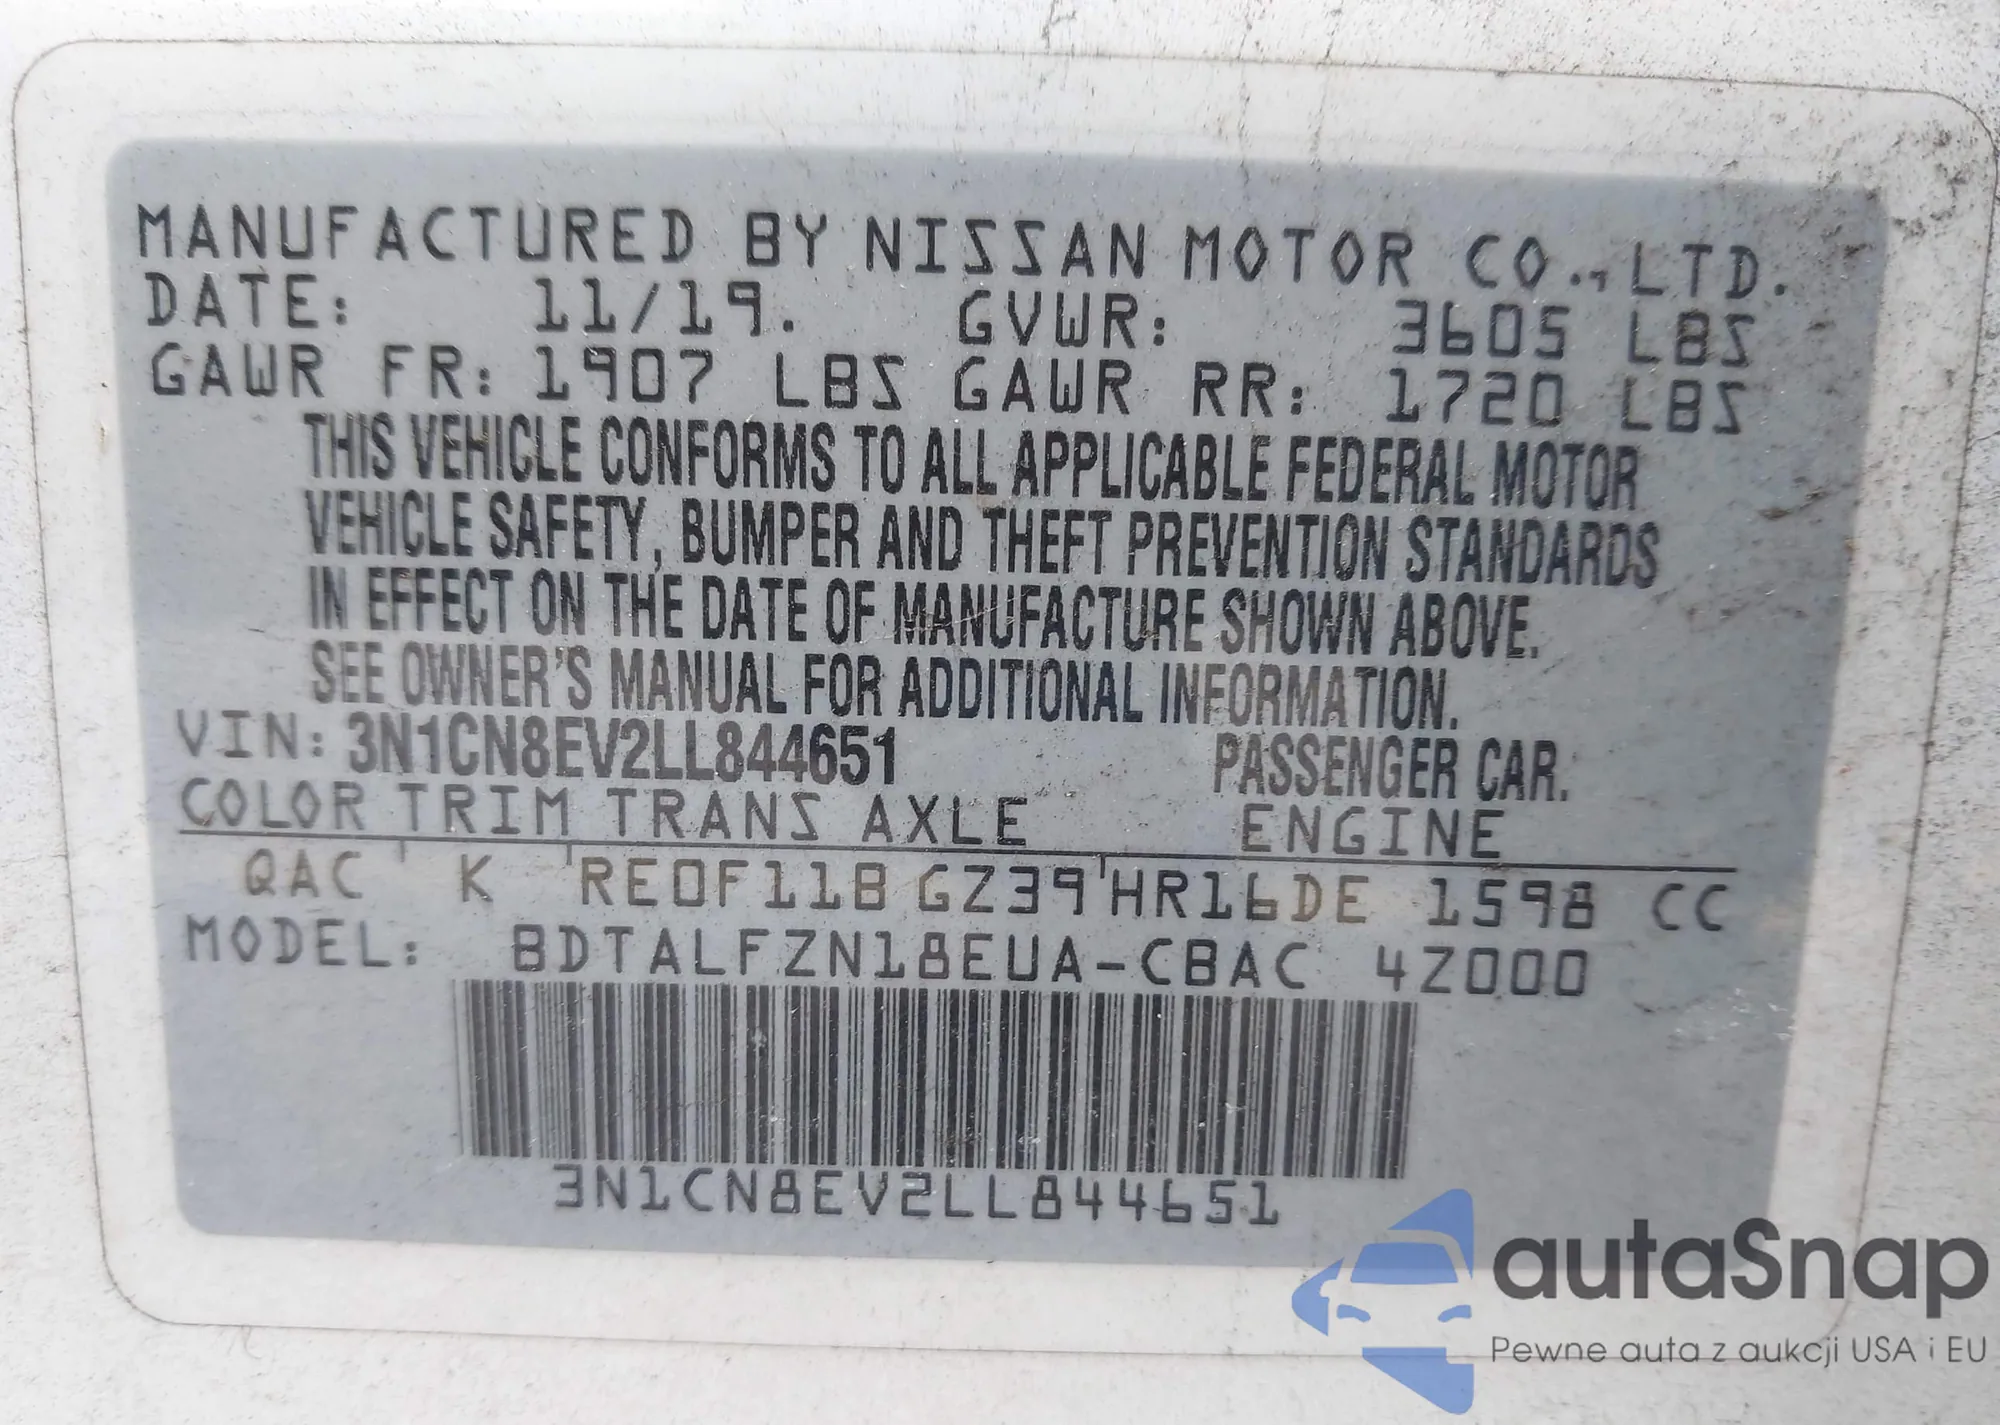 MANUFACTURED BY NISSAN MOTOR CO., LTD.
DATE: 11/19. GVWR: 3605 LBS
GAWR FR: 1907 LBS GAWR RR: 1720 LBS
THIS VEHICLE CONFORMS TO ALL APPLICABLE FEDERAL MOTOR
VEHICLE SAFETY, BUMPER AND THEFT PREVENTION STANDARDS
IN EFFECT ON THE DATE OF MANUFACTURE SHOWN ABOVE.
SEE OWNER'S MANUAL FOR ADDITIONAL INFORMATION.
VIN: 3N1CN8EV2LL844651 PASSENGER CAR.
COLOR TRIM TRANS AXLE ENGINE
QAC K RE0F11B GZ39 HR16DE 1598 CC
MODEL: BDTALFZN18EUA-CBAC 4Z000
3N1CN8EV2LL844651
autaSnap
Pewne auta z aukcji USA i EU